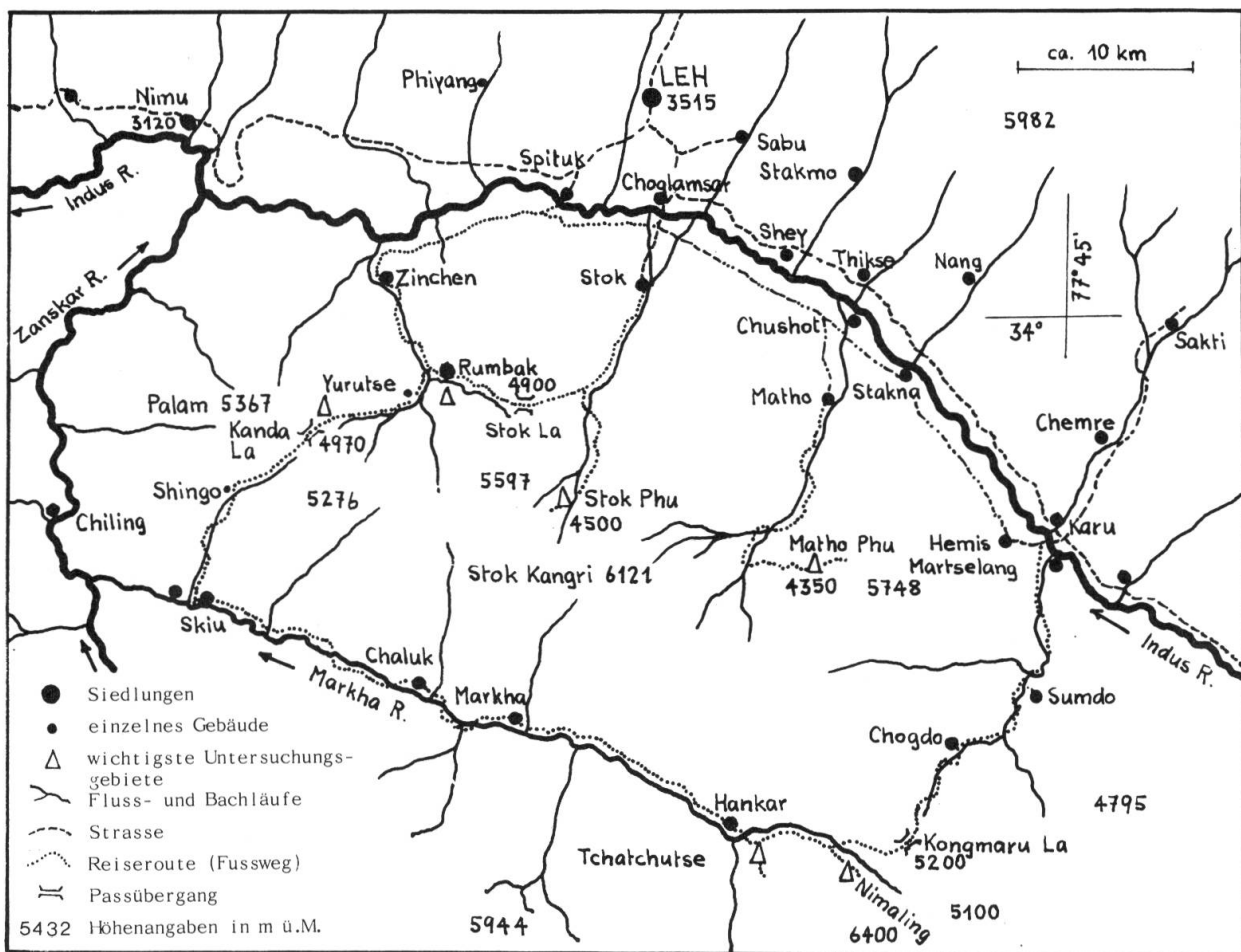 ca. 10 km
LEH
3515
Phiyang
Nimu
3120
5982
Sabu
Stakmo
Spituk
Choglamsar
Indus R.
Shey
Thikse
Nang
77°45'
34°
Zanskar R.
Zinchen
Stok
Chushot
Sakti
Rumbak
4900
Yurutse
Stakna
Palam 5367
Matho
Kanda
La
4970
Stok La
Chemre
5597
Shingo
5276
Stok Phu
4500
Chiling
Karu
Matho Phu
4350
5748
Hemis
Martselang
Stok Kangri 6121
Skiu
Indus R.
Chaluk
Markha R.
Markha
Sumdo
Chogdo
4795
Hankar
Kongmaru La
5200
Tchatchutse
Nimaling
5100
5944
6400
Siedlungen
einzelnes Gebäude
wichtigste Untersuchungs-
gebiete
Fluss- und Bachläufe
Strasse
Reiseroute (Fussweg)
Passübergang
5432 Höhenangaben in m ü.M.